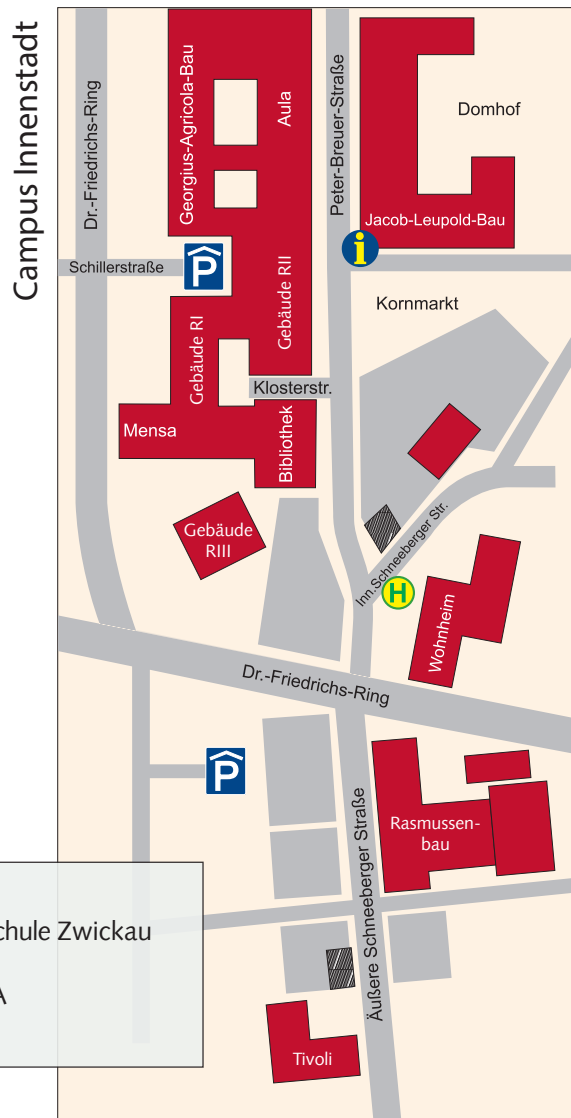 Campus Innenstadt
Dr.-Friedrichs-Ring
Georgius-Agricola-Bau
Aula
Peter-Breuer-Straße
Domhof
Jacob-Leupold-Bau
i
Schillerstraße
P
Kornmarkt
Gebäude RI
Gebäude RII
Klosterstr.
Mensa
Bibliothek
Gebäude
RIII
Inn.Schneeberger Str.
H
Wohnheim
Dr.-Friedrichs-Ring
P
Äußere Schneeberger Straße
Rasmussen-
bau
chule Zwickau
A
Tivoli